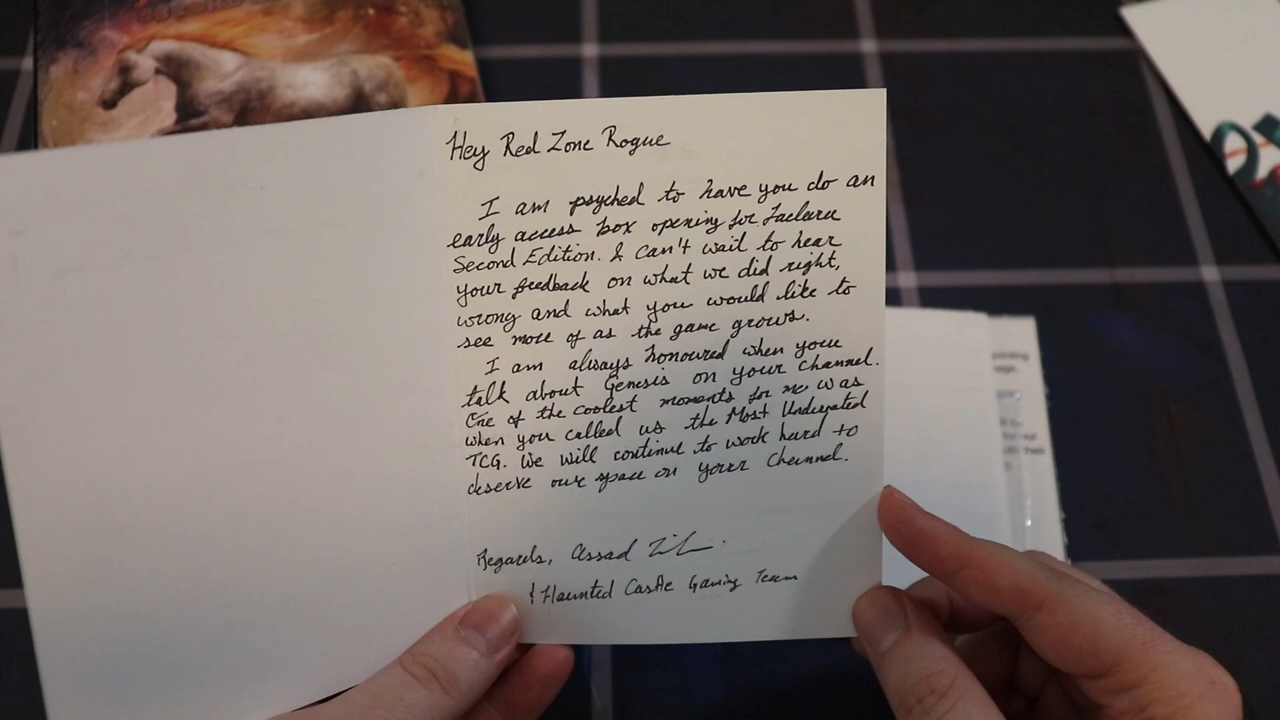 Hey Red Zone Rogue
I am psyched to have you do an
early access box opening for Jaelara
Second Edition. I can't wait to hear
your feedback on what we did right,
wrong and what you would like to
see more of as the game grows.
I am always honoured when you
talk about Genesis on your channel.
One of the coolest moments for me was
when you called us the Most Underrated
TCG. We will continue to work hard to
deserve our space on your channel.
Regards, Assad
& Haunted Castle Gaming Team
printing